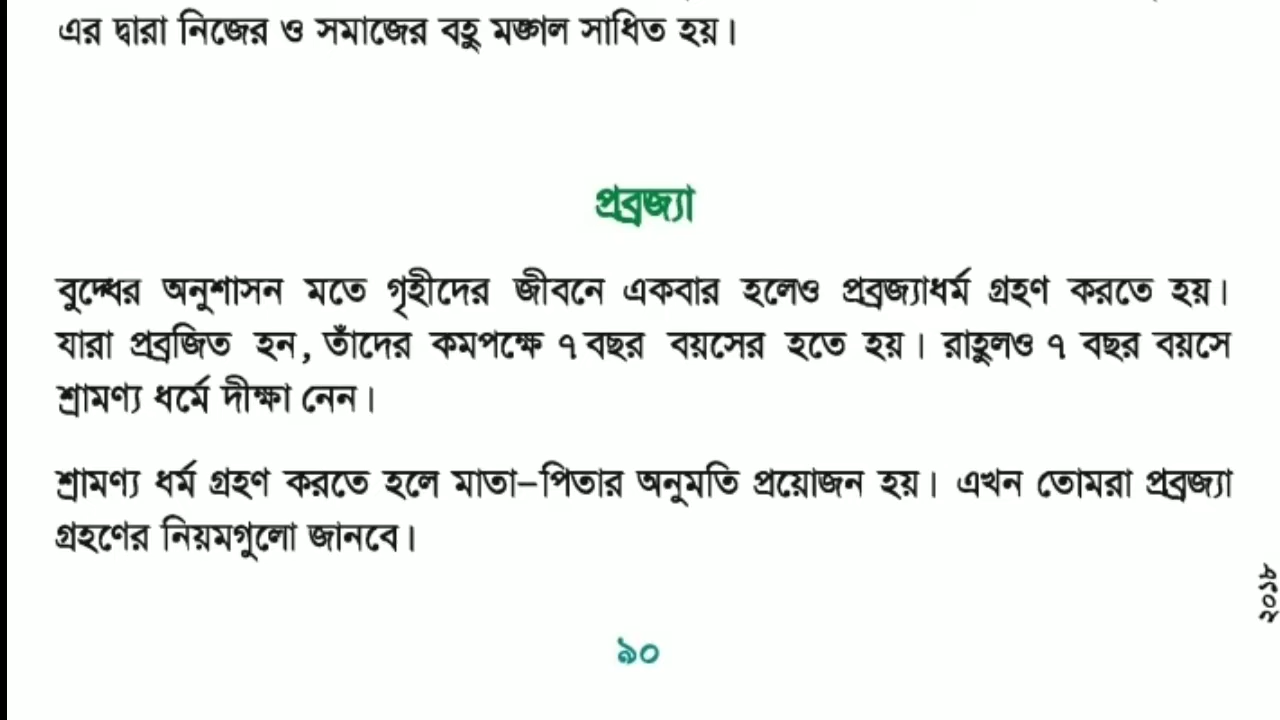 এর দ্বারা নিজের ও সমাজের বহু মঙ্গল সাধিত হয়।
প্রব্রজ্যা
বুদ্ধের অনুশাসন মতে গৃহীদের জীবনে একবার হলেও প্রব্রজ্যাধর্ম গ্রহণ করতে হয়।
যারা প্রব্রজিত হন, তাঁদের কমপক্ষে ৭ বছর বয়সের হতে হয়। রাহুলও ৭ বছর বয়সে
শ্রামণ্য ধর্মে দীক্ষা নেন।
শ্রামণ্য ধর্ম গ্রহণ করতে হলে মাতা-পিতার অনুমতি প্রয়োজন হয়। এখন তোমরা প্রব্রজ্যা
গ্রহণের নিয়মগুলো জানবে।
২০১৮
৯০